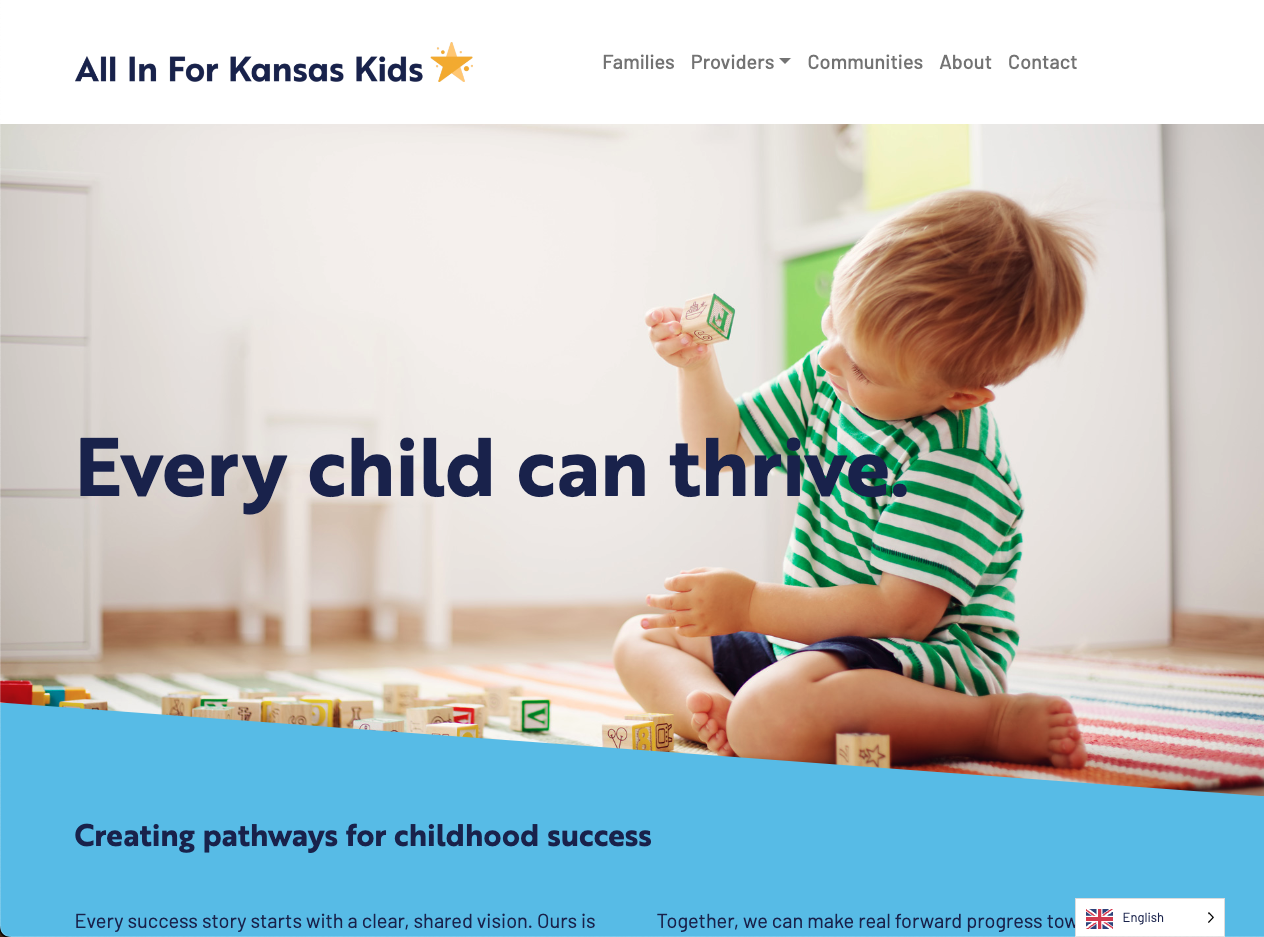 All In For Kansas Kids
Families Providers Communities About Contact
E
Every child can thrive.
V
Creating pathways for childhood success
Every success story starts with a clear, shared vision. Ours is
Together, we can make real forward progress
English